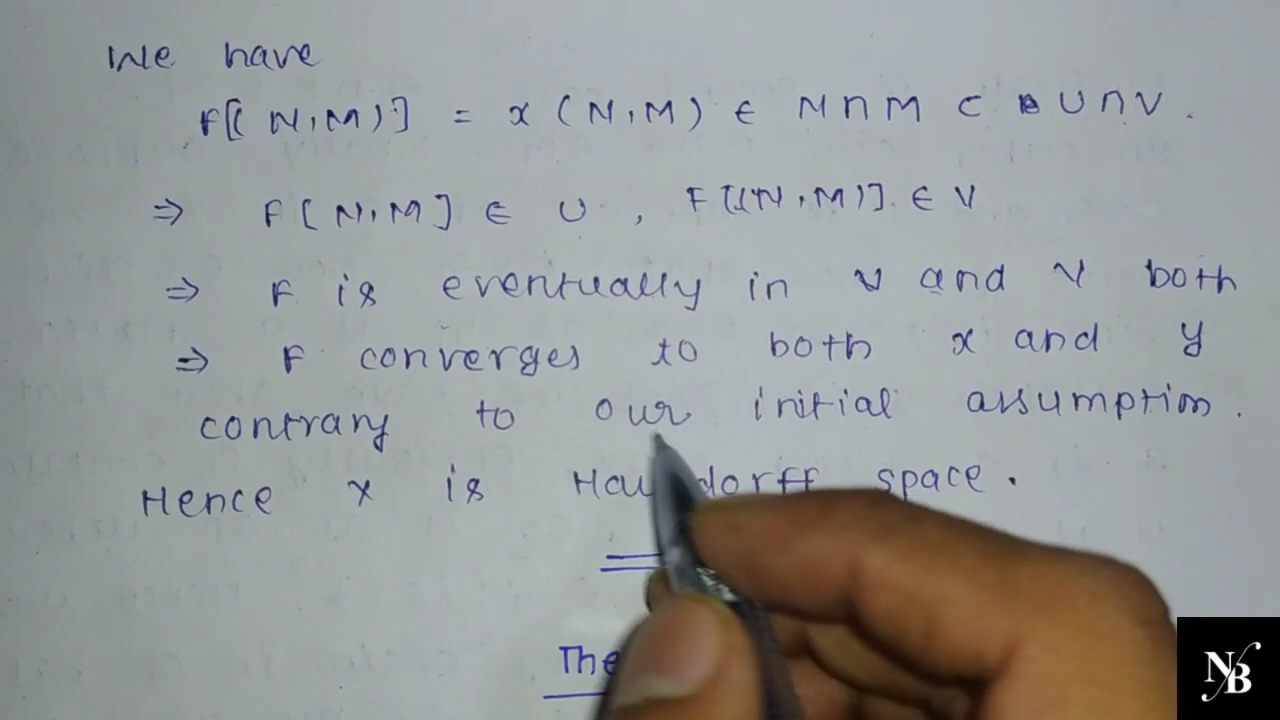 We have
F[(N,M)] = x(N,M) ∈ N∩M ⊂ U∩V.
⇒ F[N,M] ∈ U, F[(N,M)] ∈ V
⇒ F is eventually in V and V both
⇒ F converges to both x and y
contrary to our initial assumption.
Hence X is Hausdorff space.
The
NB